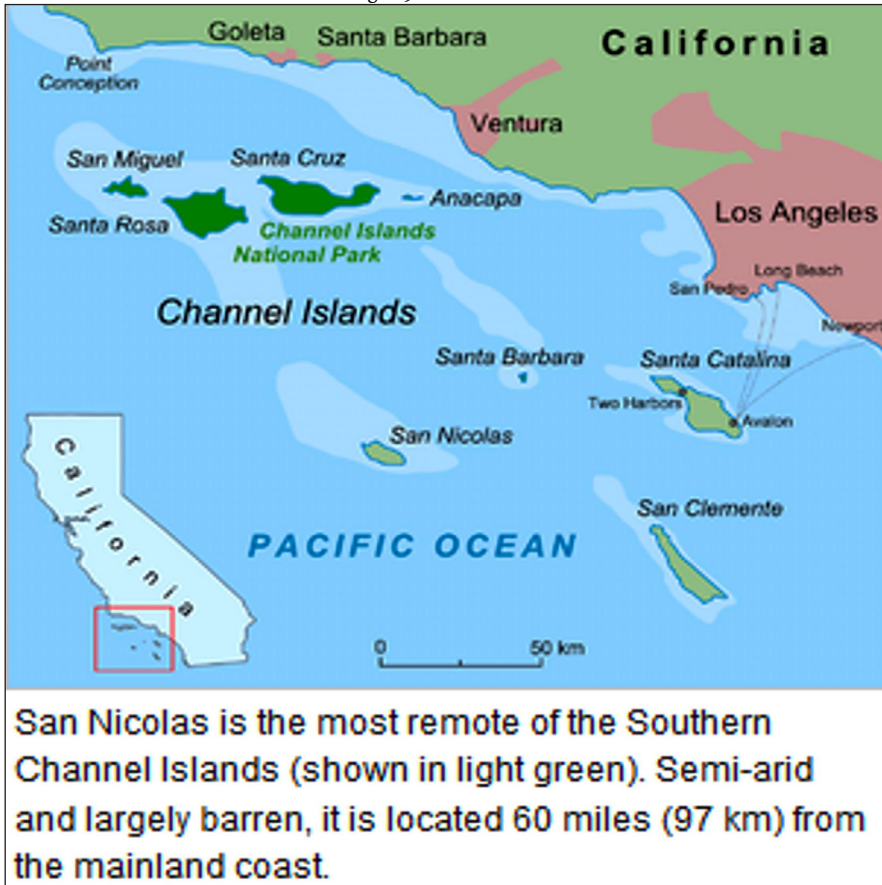 Goleta
Santa Barbara
California
Point
Conception
Ventura
San Miguel
Santa Cruz
Anacapa
Santa Rosa
Channel Islands
National Park
Los Angeles
Long Beach
San Pedro
Newport
Channel Islands
Santa Barbara
Santa Catalina
Two Harbors
Avalon
San Nicolas
California
San Clemente
PACIFIC OCEAN
0 50 km
San Nicolas is the most remote of the Southern
Channel Islands (shown in light green). Semi-arid
and largely barren, it is located 60 miles (97 km) from
the mainland coast.